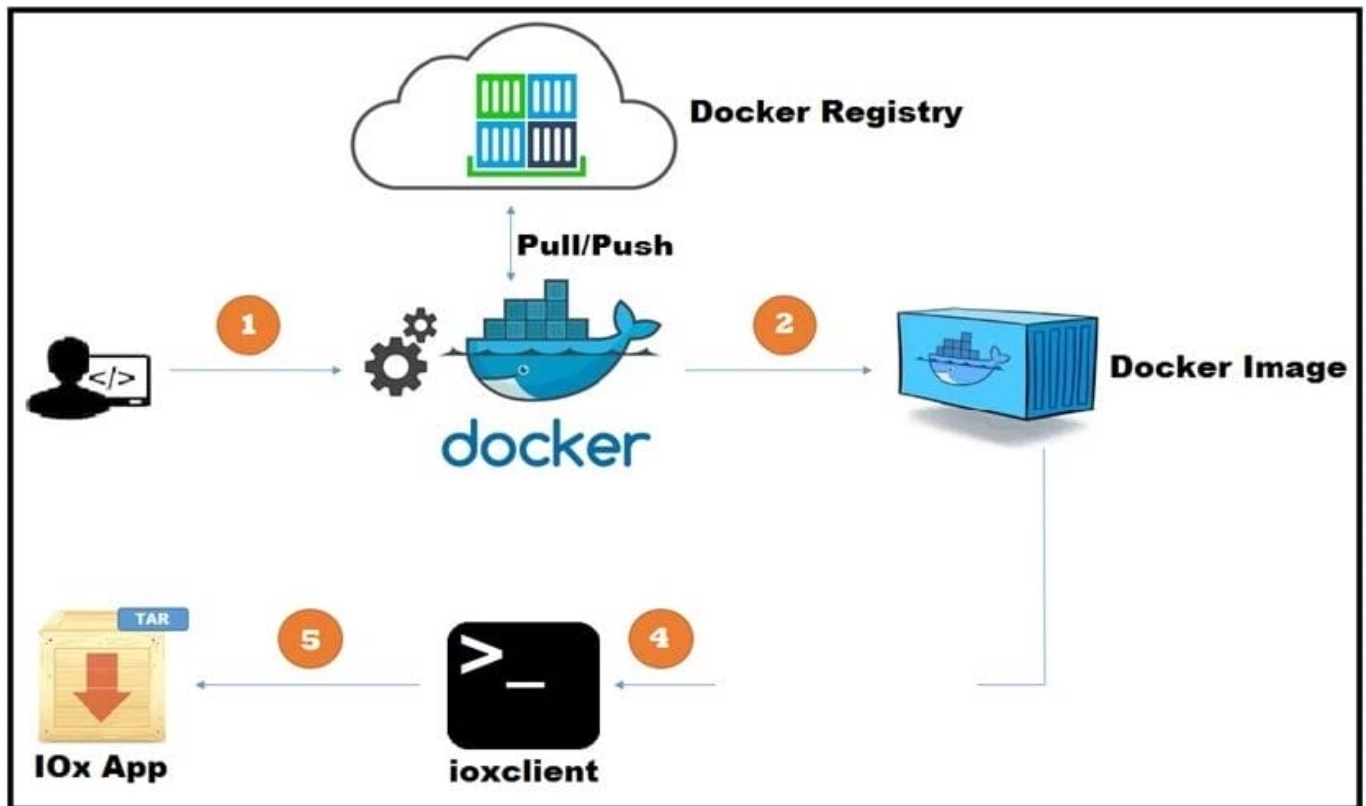 Docker Registry
Pull/Push
1
2
</>
docker
Docker Image
TAR
5
4
>_
IOx App
ioxclient